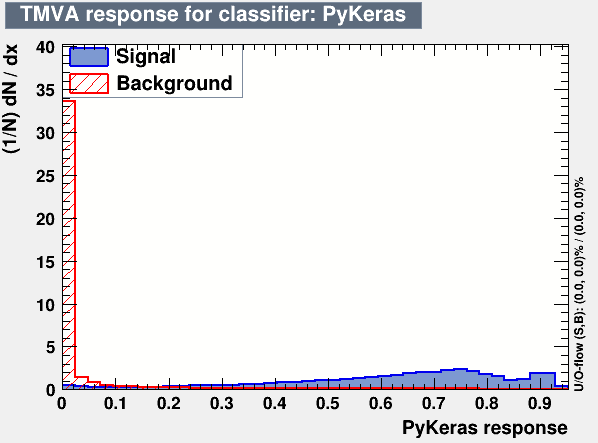 TMVA response for classifier: PyKeras
(1/N) dN / dx
Signal
Background
40
35
30
25
20
15
10
5
0
0 0.1 0.2 0.3 0.4 0.5 0.6 0.7 0.8 0.9
PyKeras response
U/O-flow (S,B): (0.0, 0.0)% / (0.0, 0.0)%